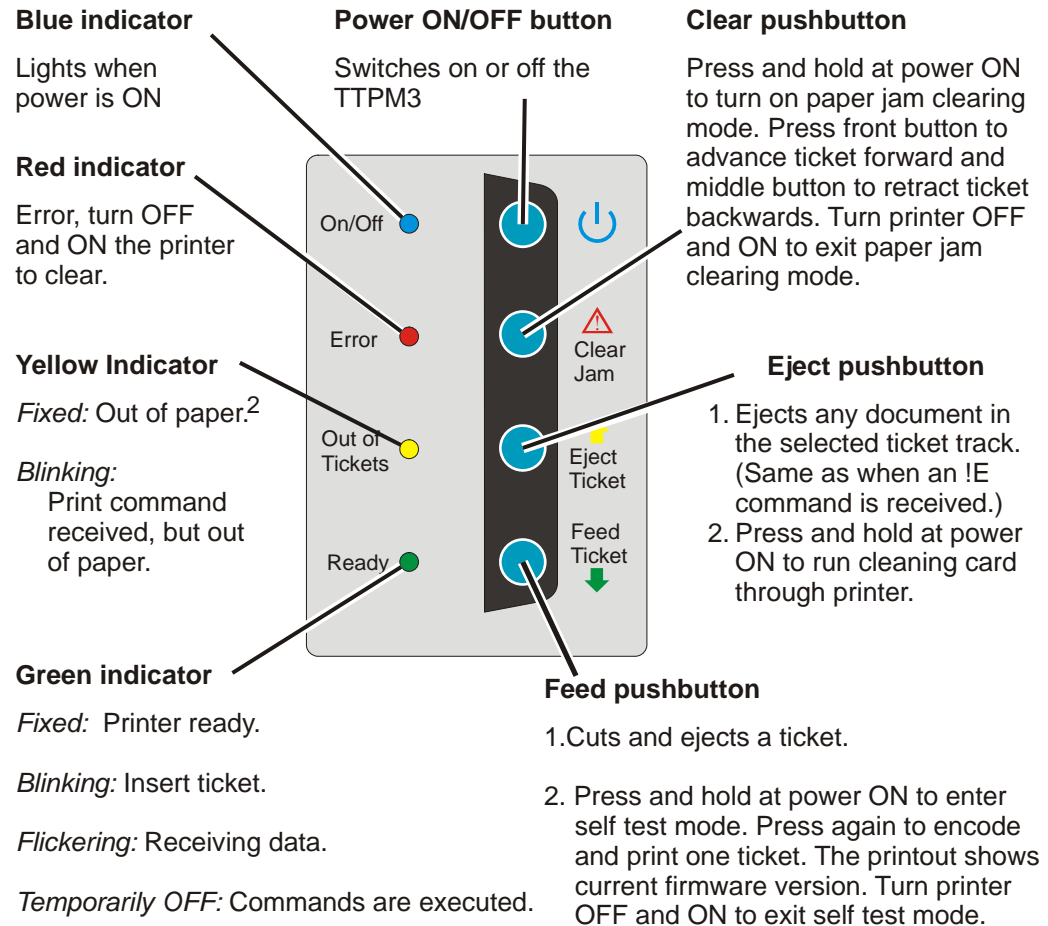 Blue indicator
Lights when
power is ON
Power ON/OFF button
Switches on or off the
TTPM3
Clear pushbutton
Press and hold at power ON
to turn on paper jam clearing
mode. Press front button to
advance ticket forward and
middle button to retract ticket
backwards. Turn printer OFF
and ON to exit paper jam
clearing mode.
Red indicator
Error, turn OFF
and ON the printer
to clear.
On/Off
Error
Clear
Jam
Yellow Indicator
Fixed: Out of paper.2
Blinking:
Print command
received, but out
of paper.
Out of
Tickets
Eject
Ticket
Eject pushbutton
1. Ejects any document in
the selected ticket track.
(Same as when an !E
command is received.)
2. Press and hold at power
ON to run cleaning card
through printer.
Ready
Feed
Ticket
Green indicator
Fixed: Printer ready.
Blinking: Insert ticket.
Flickering: Receiving data.
Temporarily OFF: Commands are executed.
Feed pushbutton
1.Cuts and ejects a ticket.
2. Press and hold at power ON to enter
self test mode. Press again to encode
and print one ticket. The printout shows
current firmware version. Turn printer
OFF and ON to exit self test mode.